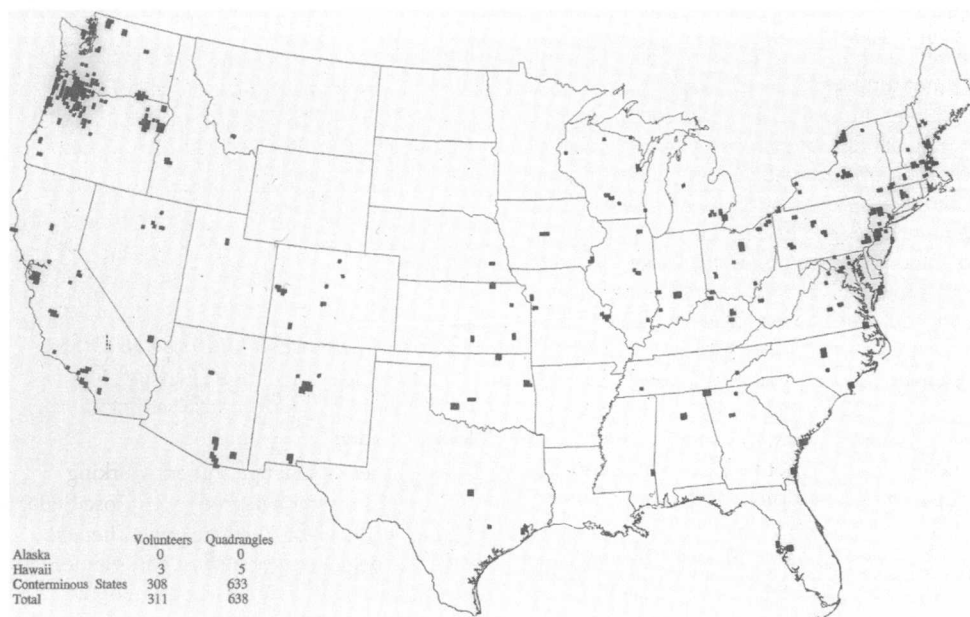 Volunteers Quadrangles
Alaska 0 0
Hawaii 3 5
Conterminous States 308 633
Total 311 638